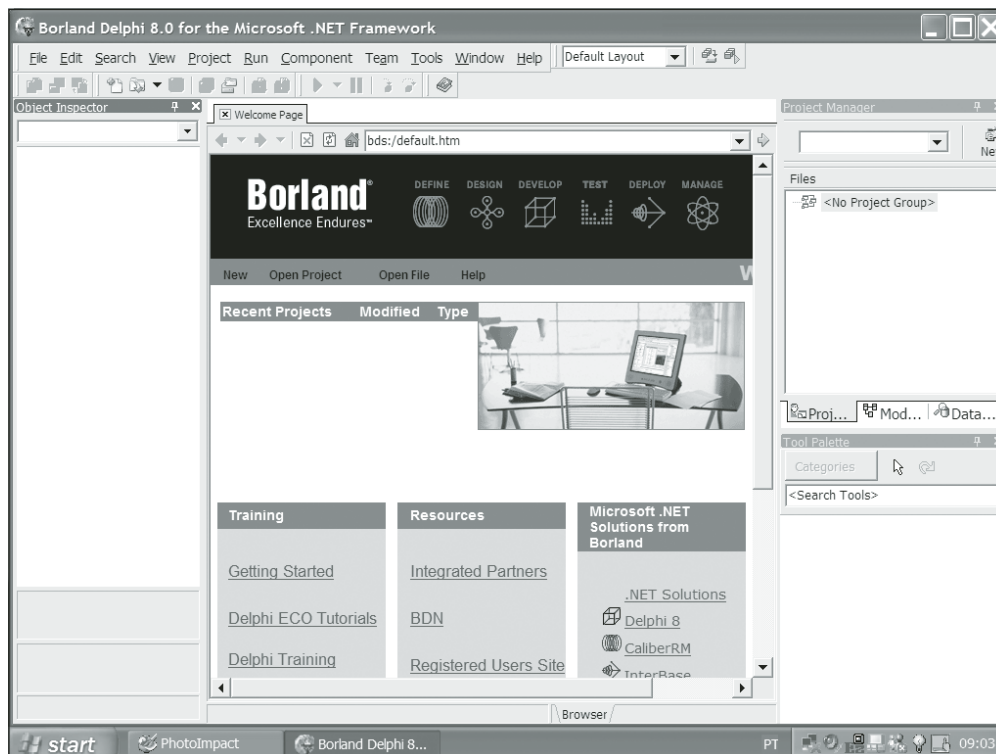 Borland Delphi 8.0 for the Microsoft .NET Framework
File Edit Search View Project Run Component Team Tools Window Help
Default Layout
Object Inspector
Welcome Page
bds:/default.htm
Borland®
Excellence Endures™
DEFINE DESIGN DEVELOP TEST DEPLOY MANAGE
New Open Project Open File Help
W
Recent Projects Modified Type
Training
Getting Started
Delphi ECO Tutorials
Delphi Training
Resources
Integrated Partners
BDN
Registered Users Site
Microsoft .NET
Solutions from
Borland
.NET Solutions
Delphi 8
CaliberRM
InterBase
Browser
Project Manager
Ne
Files
<No Project Group>
Proj... Mod... Data...
Tool Palette
Categories
<Search Tools>
start PhotoImpact Borland Delphi 8... PT 09:03